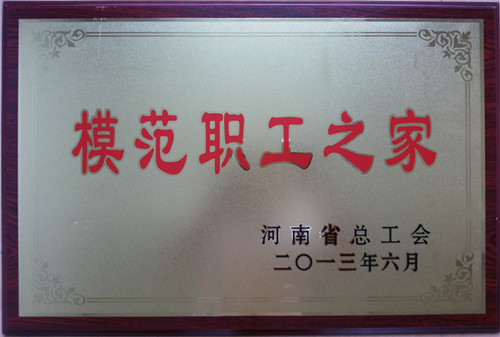 模范职工之家
河南省总工会
二〇一三年六月